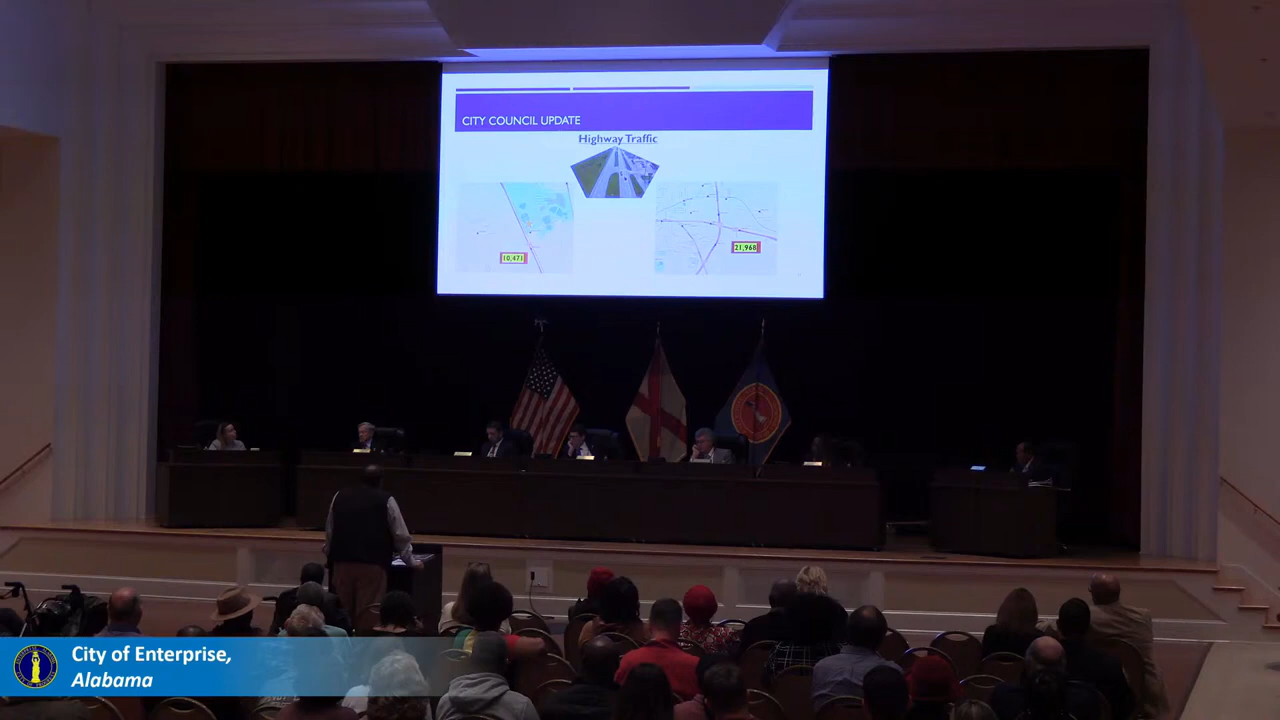 CITY COUNCIL UPDATE
Highway Traffic
10,471
21,968
City of Enterprise,
Alabama